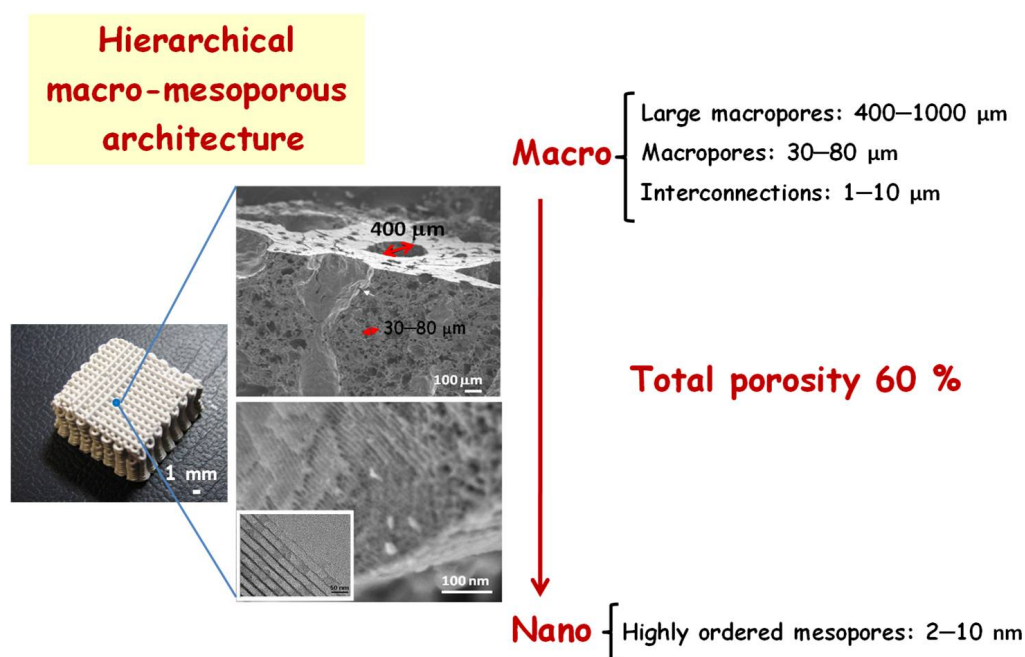 Hierarchical
macro-mesoporous
architecture
Macro
Large macropores: 400–1000 μm
Macropores: 30–80 μm
Interconnections: 1–10 μm
400 μm
30–80 μm
100 μm
1 mm
Total porosity 60 %
50 nm
100 nm
Nano
Highly ordered mesopores: 2–10 nm